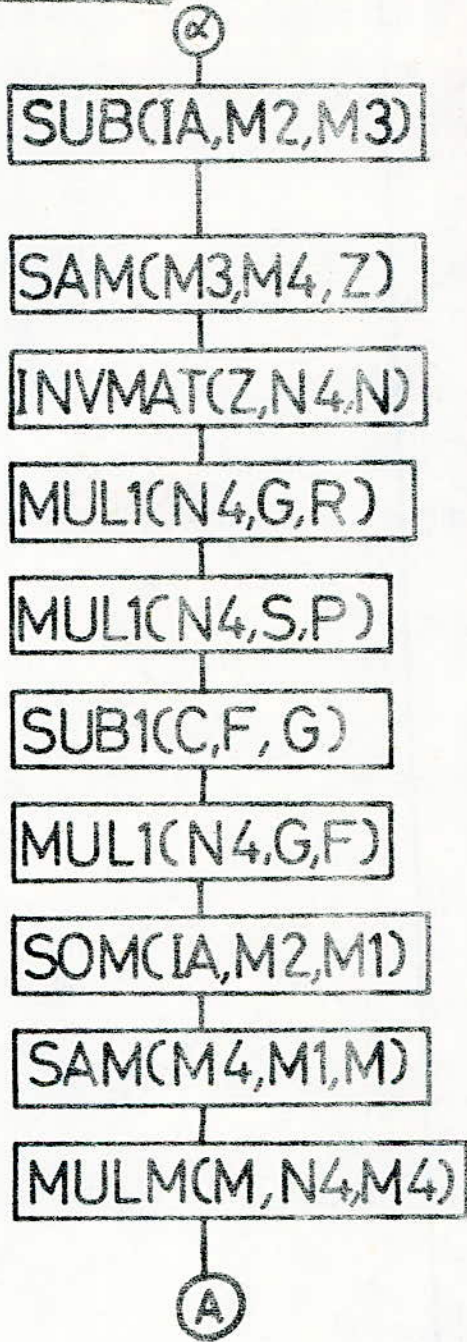 α
SUB(IA,M2,M3)
SAM(M3,M4,Z)
INVMAT(Z,N4,N)
MUL1(N4,G,R)
MUL1(N4,S,P)
SUB1(C,F,G)
MUL1(N4,G,F)
SOM(IA,M2,M1)
SAM(M4,M1,M)
MULM(M,N4,M4)
A